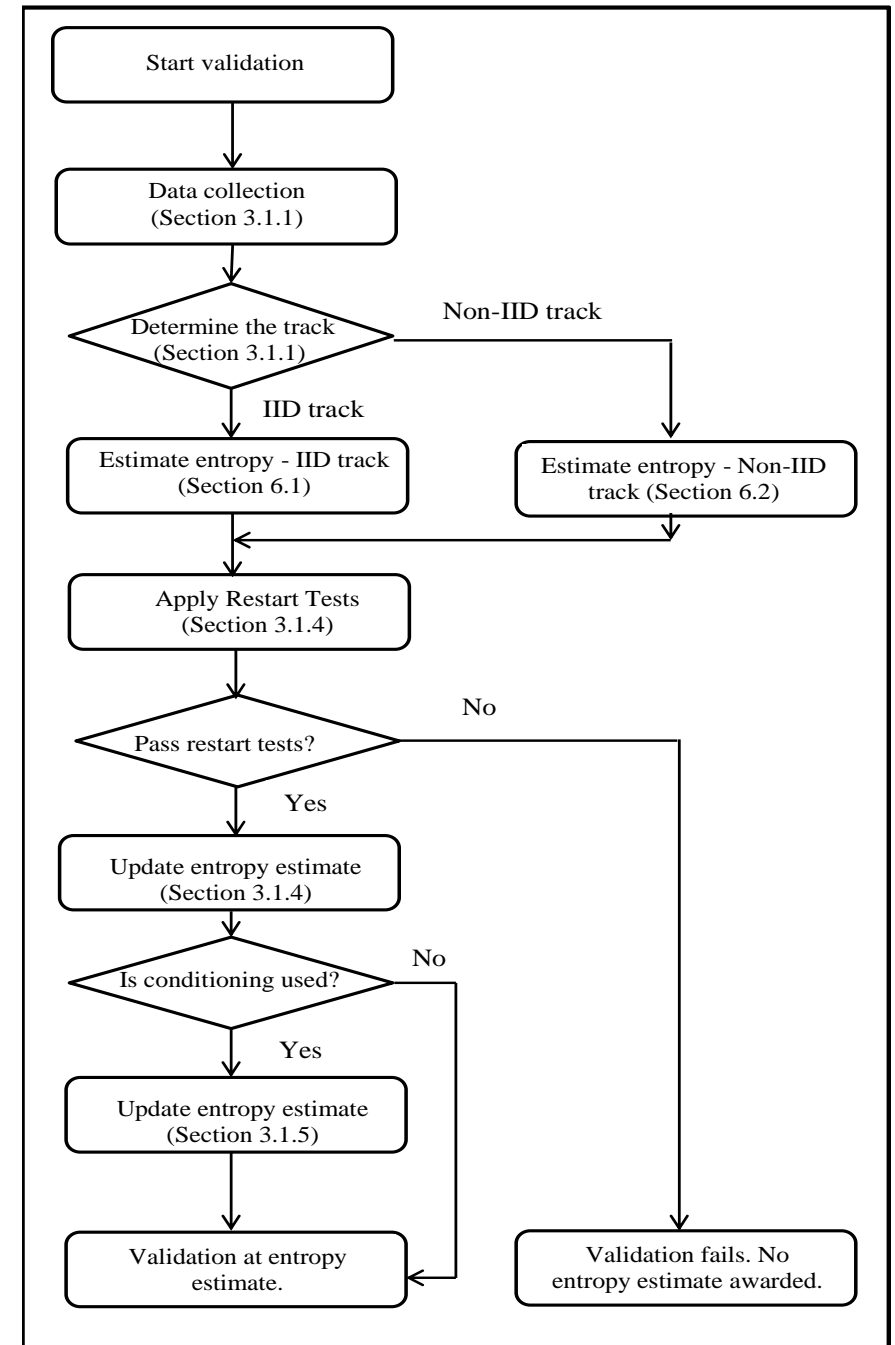 Start validation
Data collection
(Section 3.1.1)
Determine the track
(Section 3.1.1)
Non-IID track
IID track
Estimate entropy - IID track
(Section 6.1)
Estimate entropy - Non-IID
track (Section 6.2)
Apply Restart Tests
(Section 3.1.4)
Pass restart tests?
No
Yes
Update entropy estimate
(Section 3.1.4)
Is conditioning used?
No
Yes
Update entropy estimate
(Section 3.1.5)
Validation at entropy
estimate.
Validation fails. No
entropy estimate awarded.